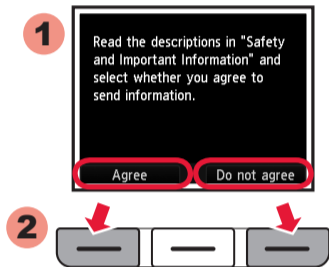 1
Read the descriptions in "Safety
and Important Information" and
select whether you agree to
send information.
Agree Do not agree
2